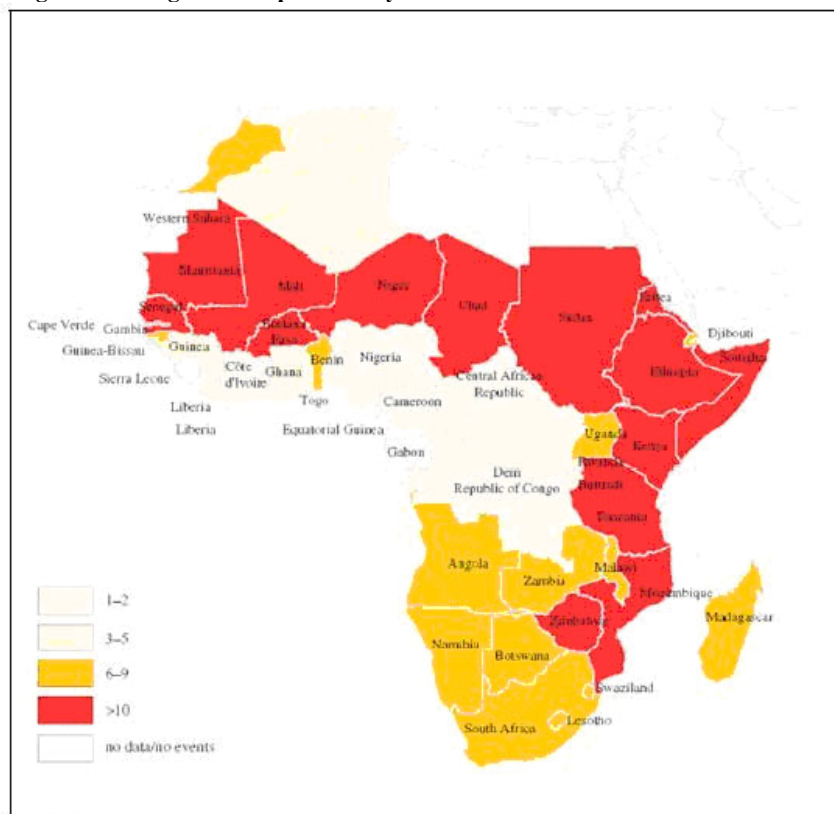 Western Sahara
Mauritania
Mali
Niger
Chad
Sudan
Eritrea
Senegal
Cape Verde
Gambia
Burkina
Faso
Djibouti
Guinea-Bissau
Guinea
Benin
Nigeria
Somalia
Ethiopia
Sierra Leone
Côte
d'Ivoire
Ghana
Central African
Republic
Liberia
Togo
Cameroon
Liberia
Equatorial Guinea
Uganda
Kenya
Gabon
Rwanda
Dem
Republic of Congo
Burundi
Tanzania
Angola
Malawi
Zambia
Mozambique
1–2
Zimbabwe
Madagascar
3–5
Namibia
Botswana
6–9
Swaziland
>10
South Africa
Lesotho
no data/no events